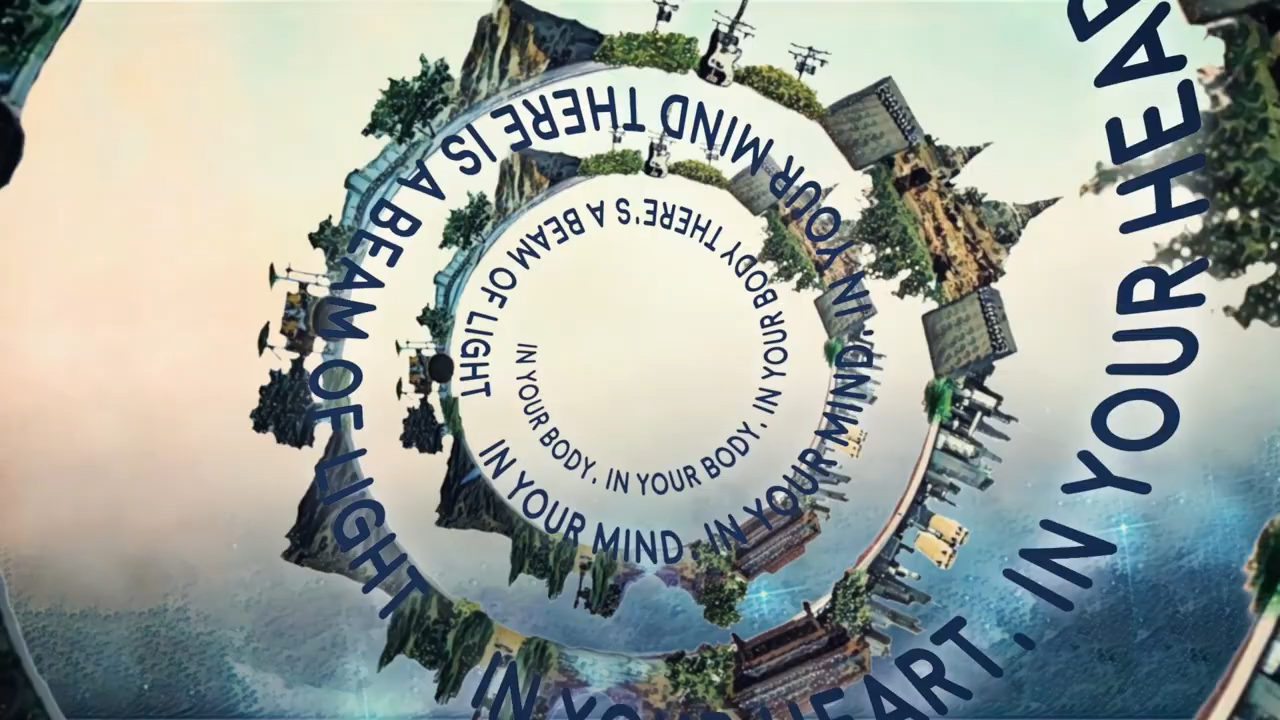 IN YOUR BODY, IN YOUR BODY, IN YOUR BODY THERE'S A BEAM OF LIGHT
IN YOUR MIND, IN YOUR MIND, IN YOUR MIND THERE IS A BEAM OF LIGHT
IN YOUR HEART, IN YOUR